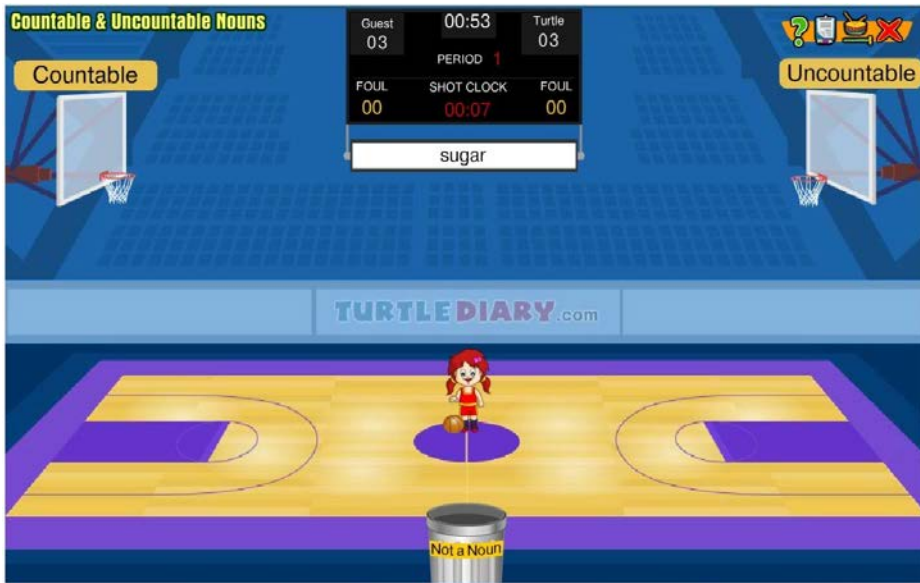 Countable & Uncountable Nouns
Guest 00:53 Turtle
03 03
PERIOD 1
FOUL SHOT CLOCK FOUL
00 00:07 00
Countable
Uncountable
sugar
TURTLEDIARY.com
Not a Noun